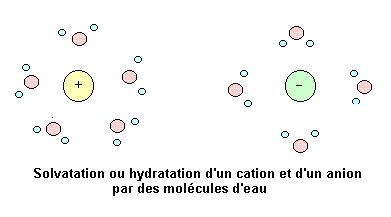 +
−
Solvatation ou hydratation d'un cation et d'un anion
par des molécules d'eau